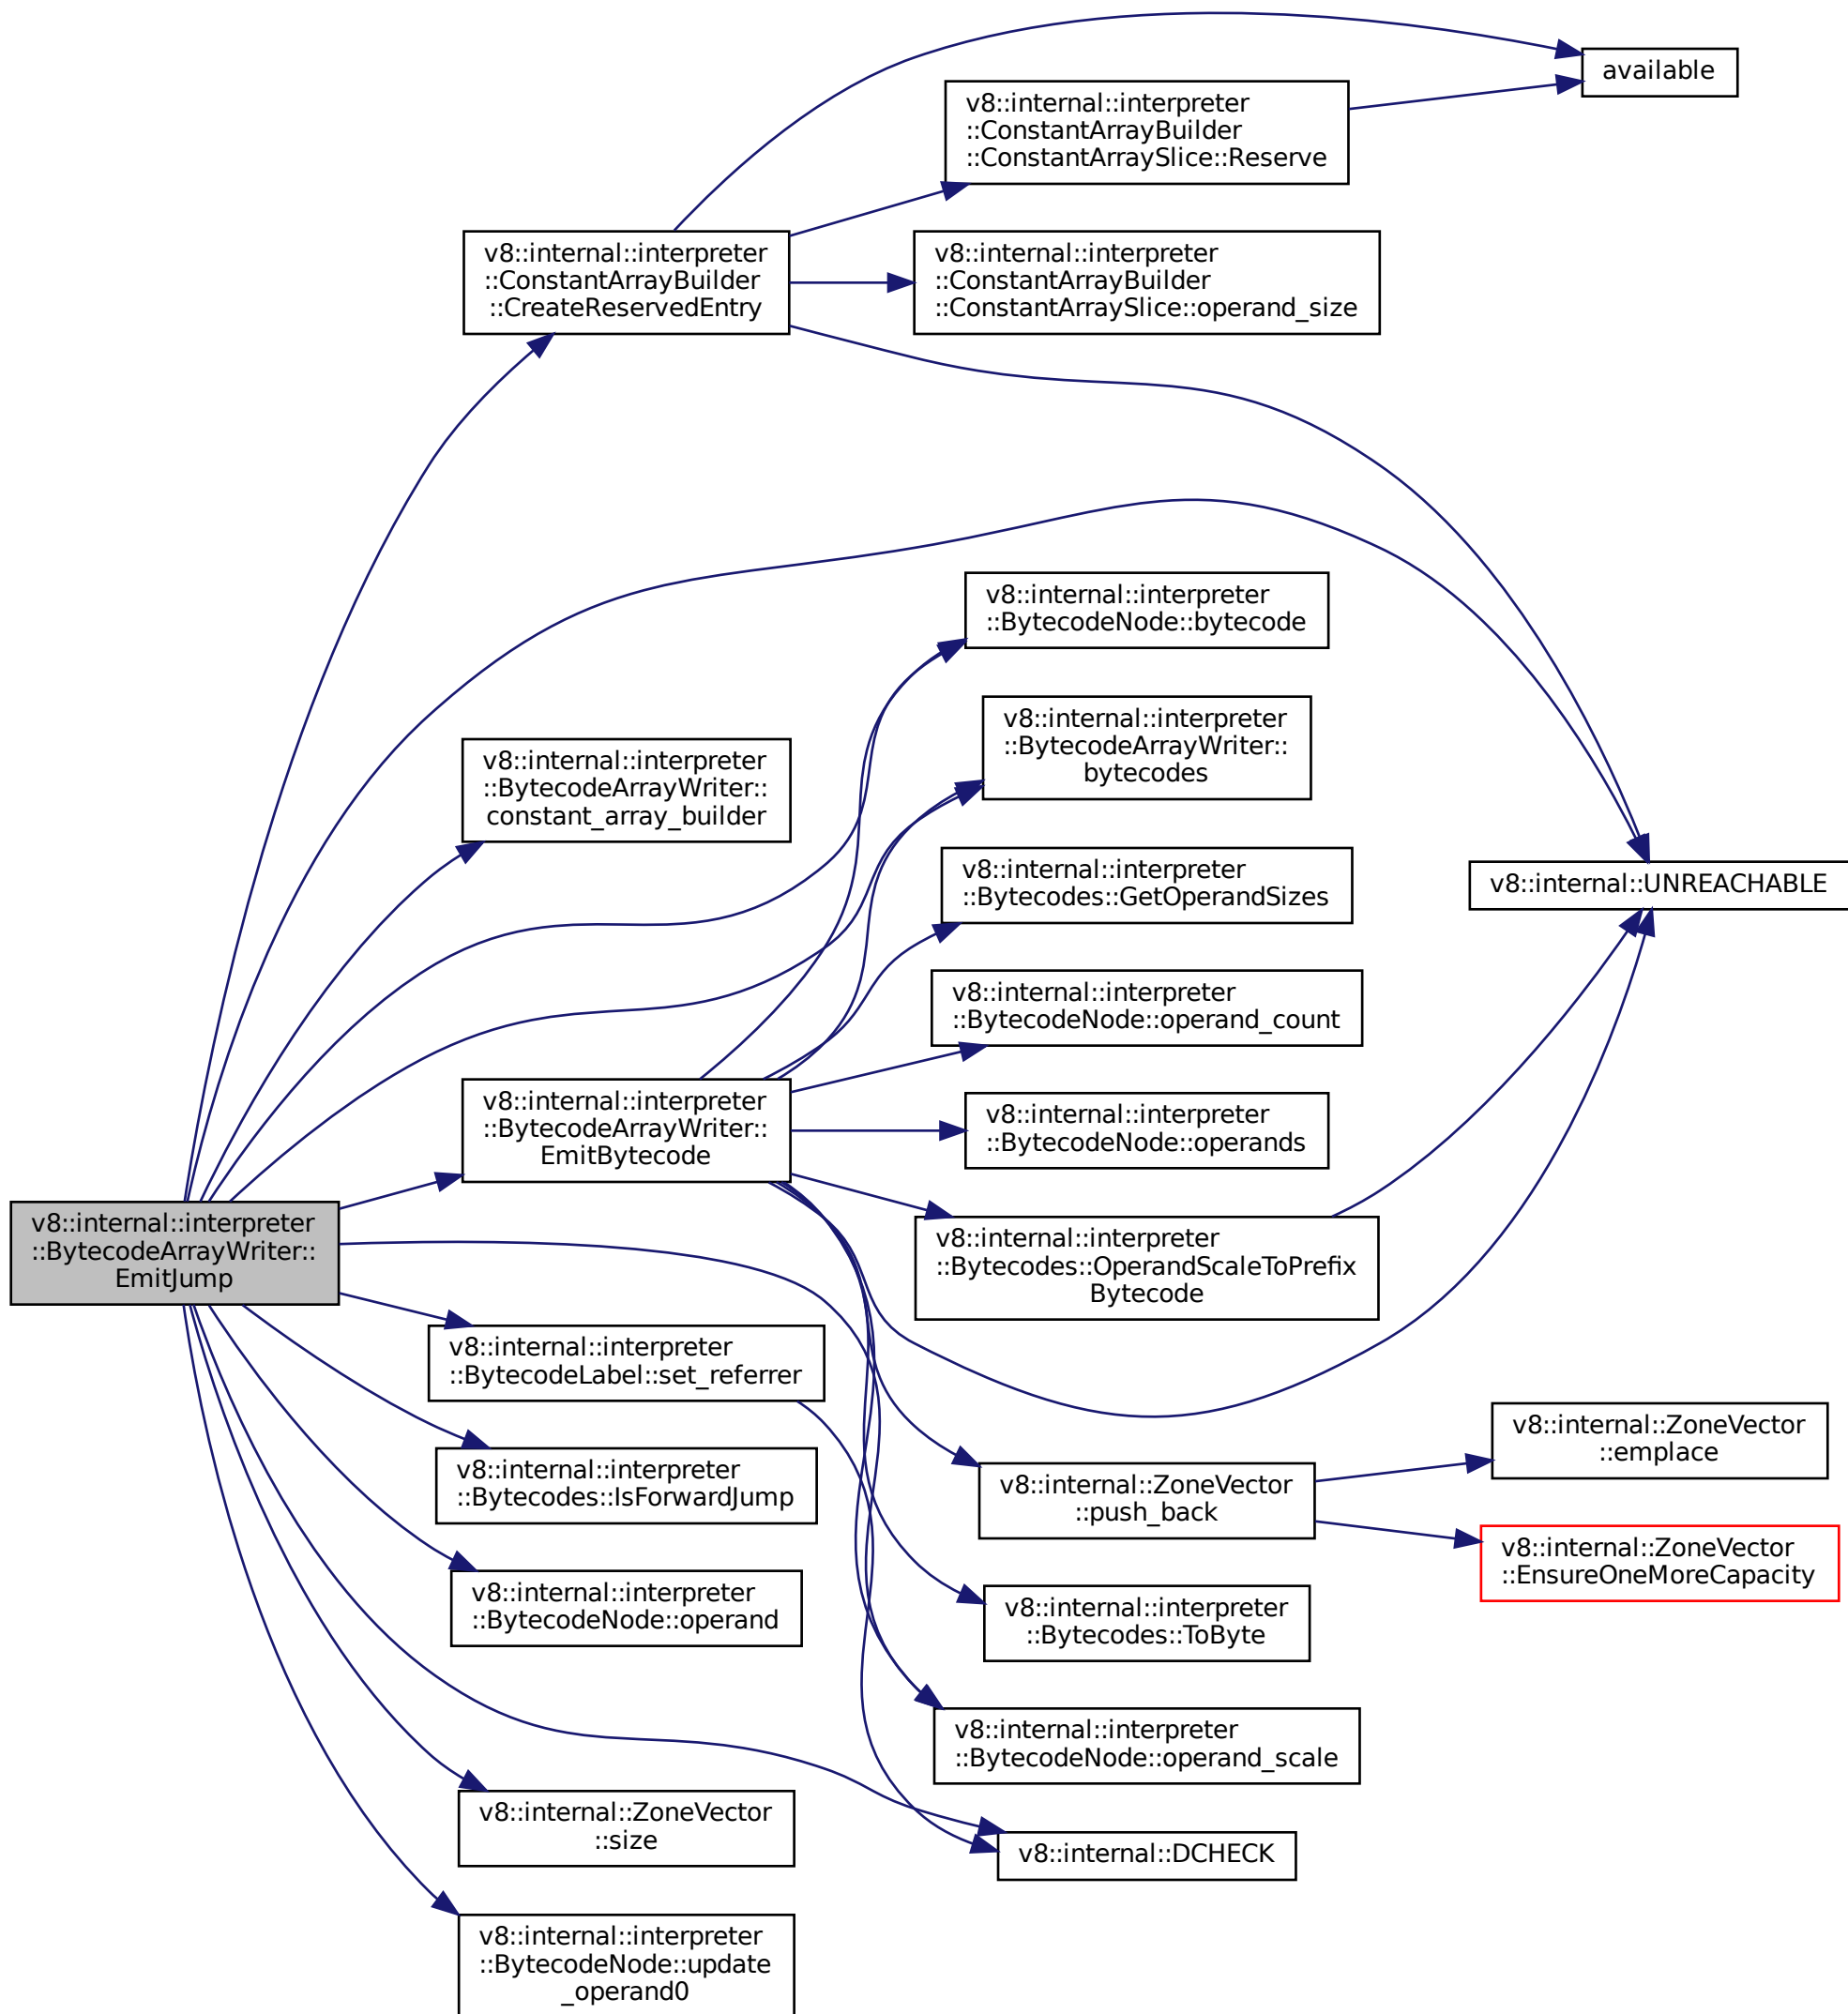 available
v8::internal::interpreter
::ConstantArrayBuilder
::ConstantArraySlice::Reserve
v8::internal::interpreter
::ConstantArrayBuilder
::CreateReservedEntry
v8::internal::interpreter
::ConstantArrayBuilder
::ConstantArraySlice::operand_size
v8::internal::interpreter
::BytecodeNode::bytecode
v8::internal::interpreter
::BytecodeArrayWriter::
bytecodes
v8::internal::interpreter
::BytecodeArrayWriter::
constant_array_builder
v8::internal::interpreter
::Bytecodes::GetOperandSizes
v8::internal::UNREACHABLE
v8::internal::interpreter
::BytecodeNode::operand_count
v8::internal::interpreter
::BytecodeArrayWriter::
EmitBytecode
v8::internal::interpreter
::BytecodeNode::operands
v8::internal::interpreter
::BytecodeArrayWriter::
EmitJump
v8::internal::interpreter
::Bytecodes::OperandScaleToPrefix
Bytecode
v8::internal::interpreter
::BytecodeLabel::set_referrer
v8::internal::ZoneVector
::emplace
v8::internal::interpreter
::Bytecodes::IsForwardJump
v8::internal::ZoneVector
::push_back
v8::internal::ZoneVector
::EnsureOneMoreCapacity
v8::internal::interpreter
::BytecodeNode::operand
v8::internal::interpreter
::Bytecodes::ToByte
v8::internal::interpreter
::BytecodeNode::operand_scale
v8::internal::ZoneVector
::size
v8::internal::DCHECK
v8::internal::interpreter
::BytecodeNode::update
_operand0